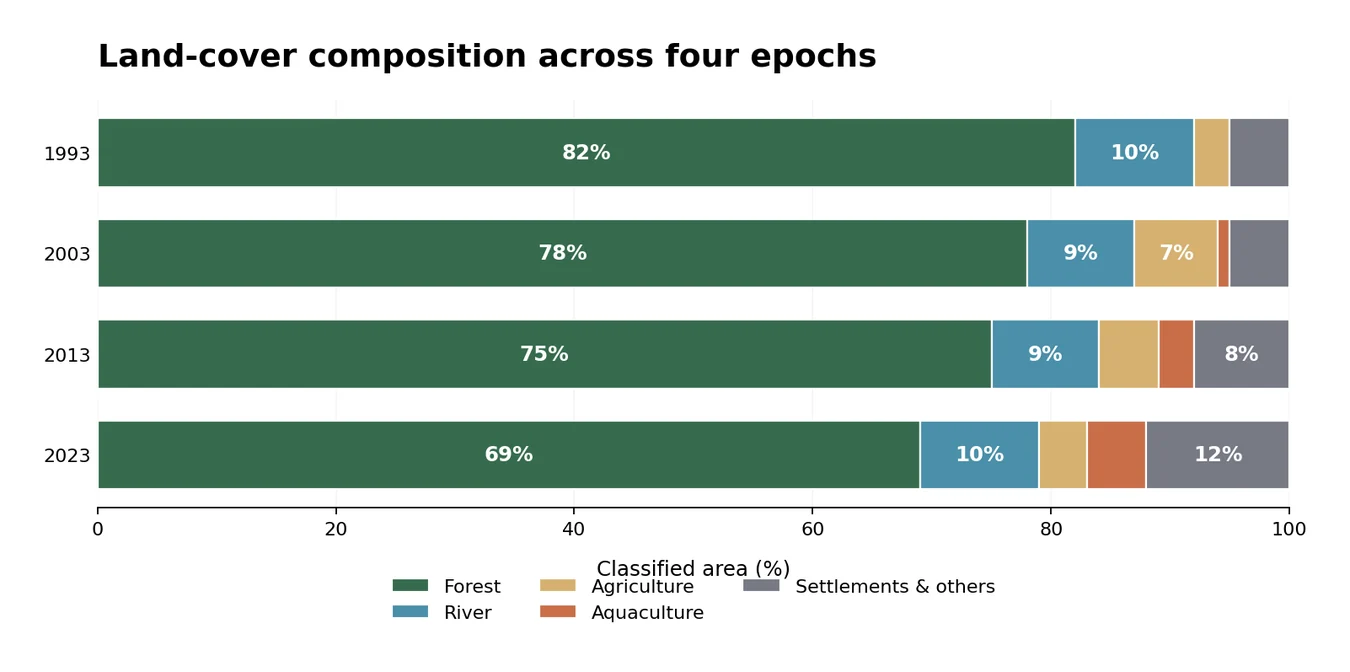 Land-cover composition across four epochs
1993 82% 10%
2003 78% 9% 7%
2013 75% 9% 8%
2023 69% 10% 12%
0 20 40 60 80 100
Classified area (%)
Forest Agriculture Settlements & others
River Aquaculture